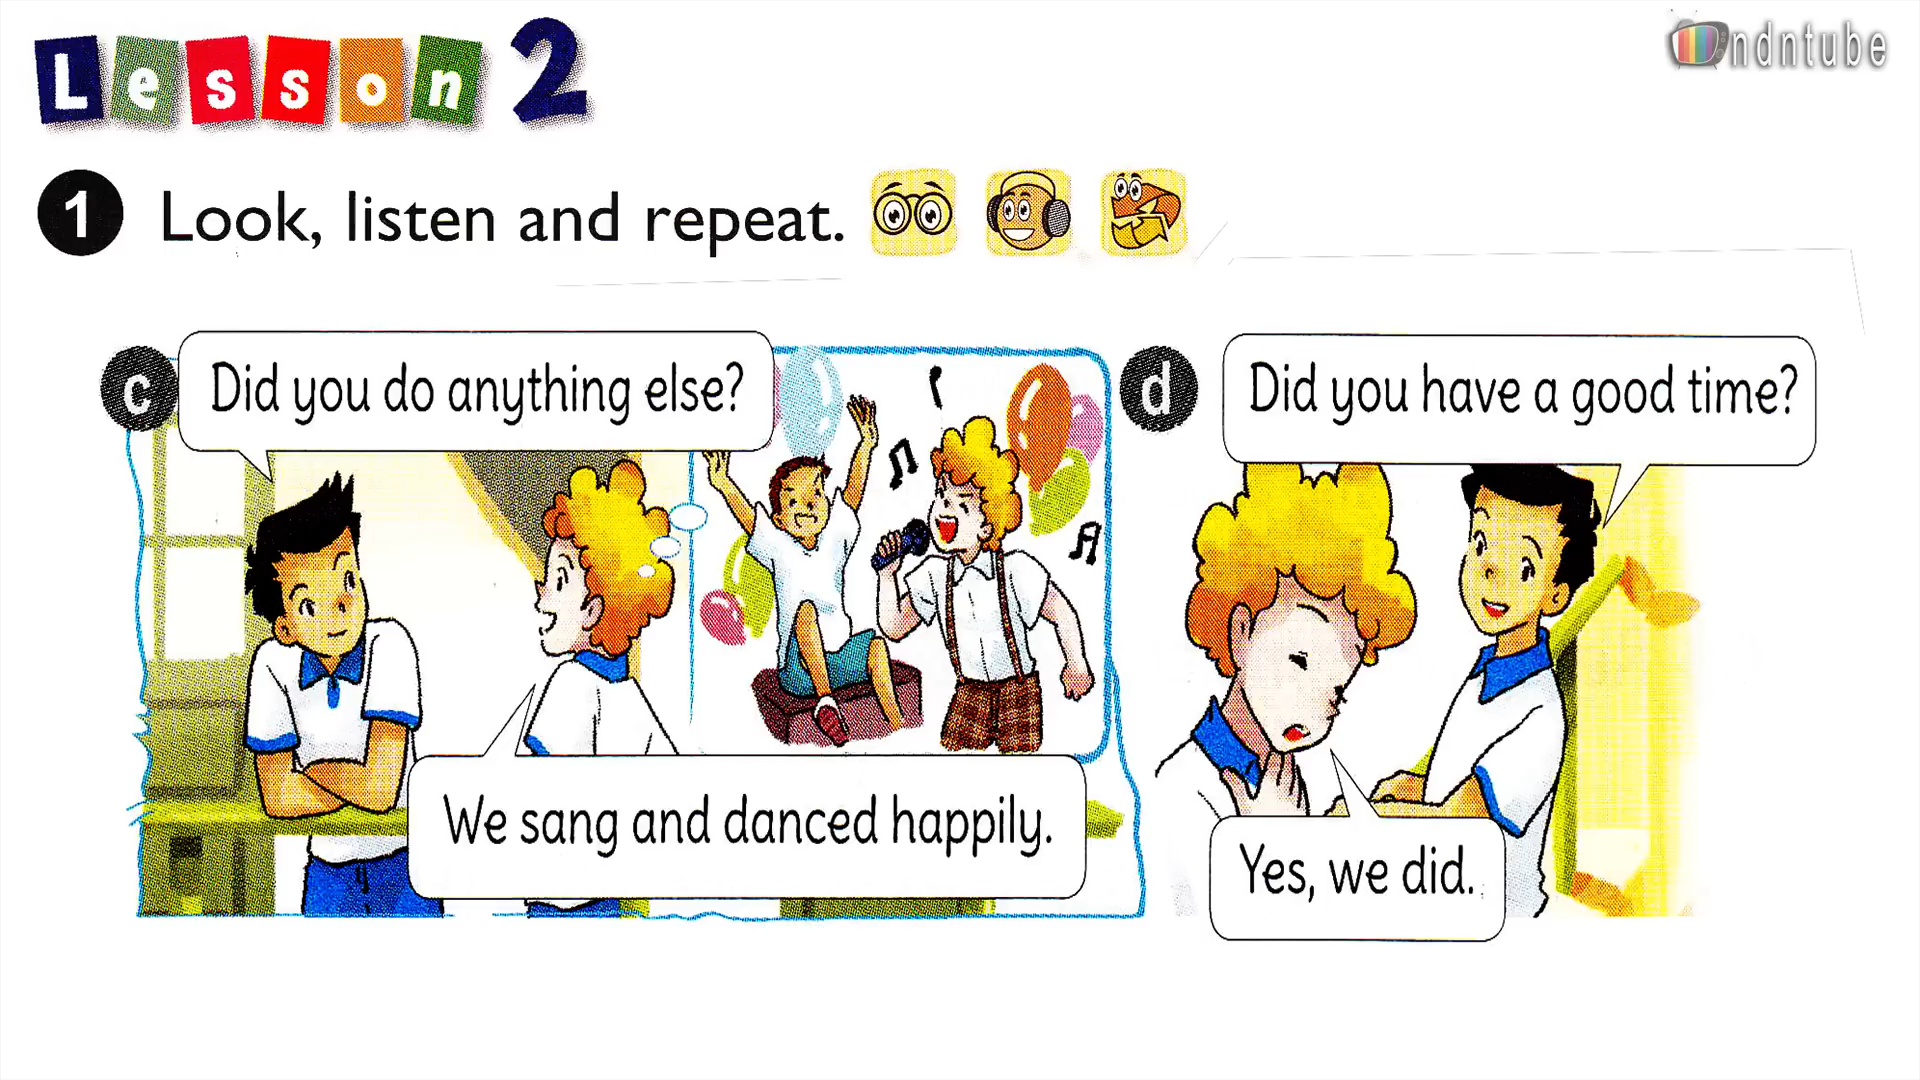 Lesson 2
ndntube
1 Look, listen and repeat.
c
Did you do anything else?
We sang and danced happily.
d
Did you have a good time?
Yes, we did.